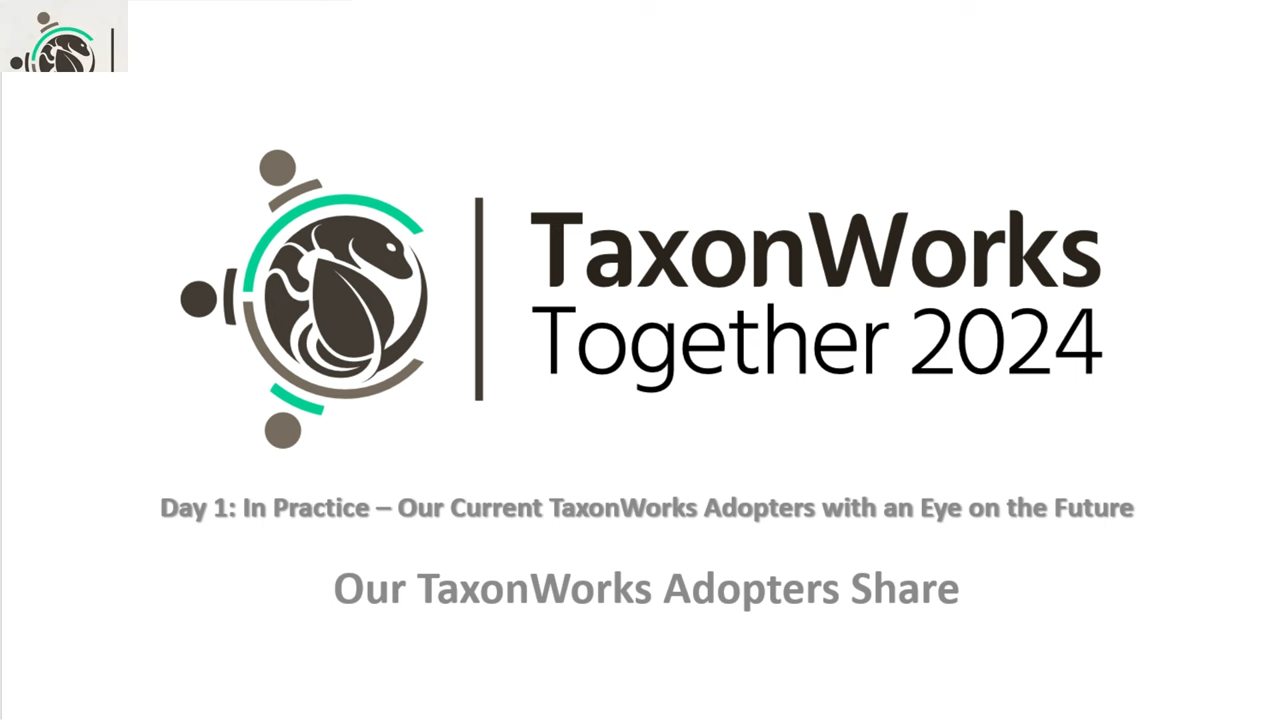 TaxonWorks
Together 2024
Day 1: In Practice – Our Current TaxonWorks Adopters with an Eye on the Future
Our TaxonWorks Adopters Share